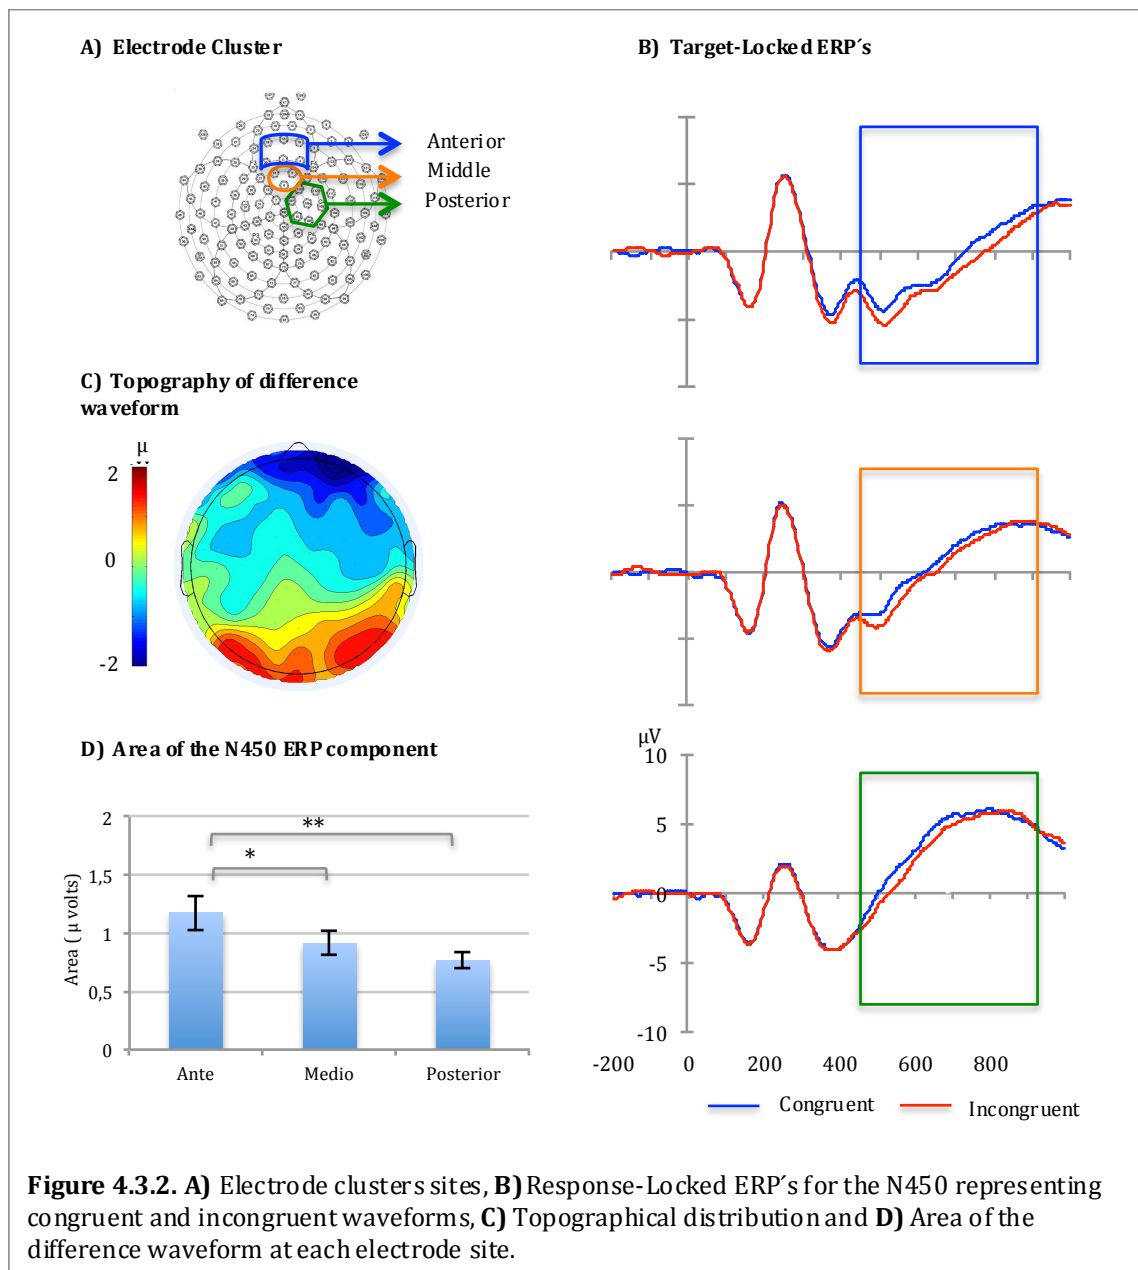 A) Electrode Cluster
Anterior
Middle
Posterior
B) Target-Locked ERP´s
C) Topography of difference
waveform
μ
2
0
-2
D) Area of the N450 ERP component
Area ( μ volts)
2
1,5
1
0,5
0
*
**
Ante
Medio
Posterior
μV
10
5
0
-5
-10
-200 0 200 400 600 800
Congruent
Incongruent
Figure 4.3.2. A) Electrode clusters sites, B) Response-Locked ERP´s for the N450 representing
congruent and incongruent waveforms, C) Topographical distribution and D) Area of the
difference waveform at each electrode site.